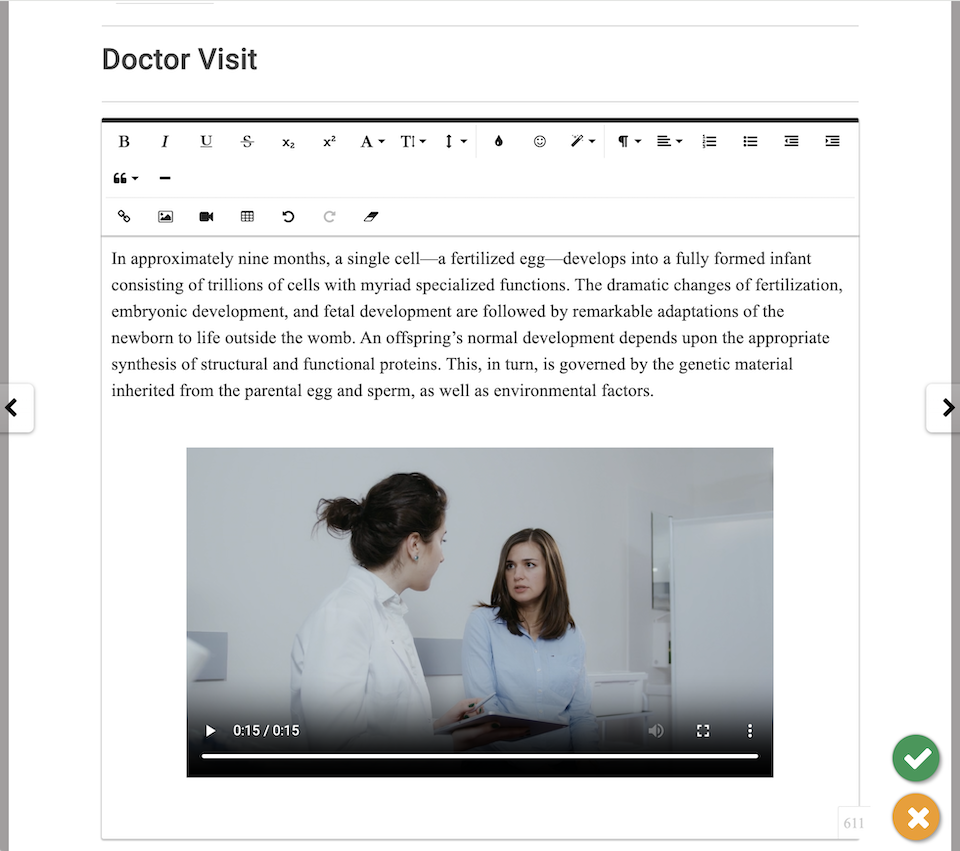 Doctor Visit
B I U S x₂ x² A T!
¶
In approximately nine months, a single cell—a fertilized egg—develops into a fully formed infant
consisting of trillions of cells with myriad specialized functions. The dramatic changes of fertilization,
embryonic development, and fetal development are followed by remarkable adaptations of the
newborn to life outside the womb. An offspring’s normal development depends upon the appropriate
synthesis of structural and functional proteins. This, in turn, is governed by the genetic material
inherited from the parental egg and sperm, as well as environmental factors.
0:15 / 0:15
611